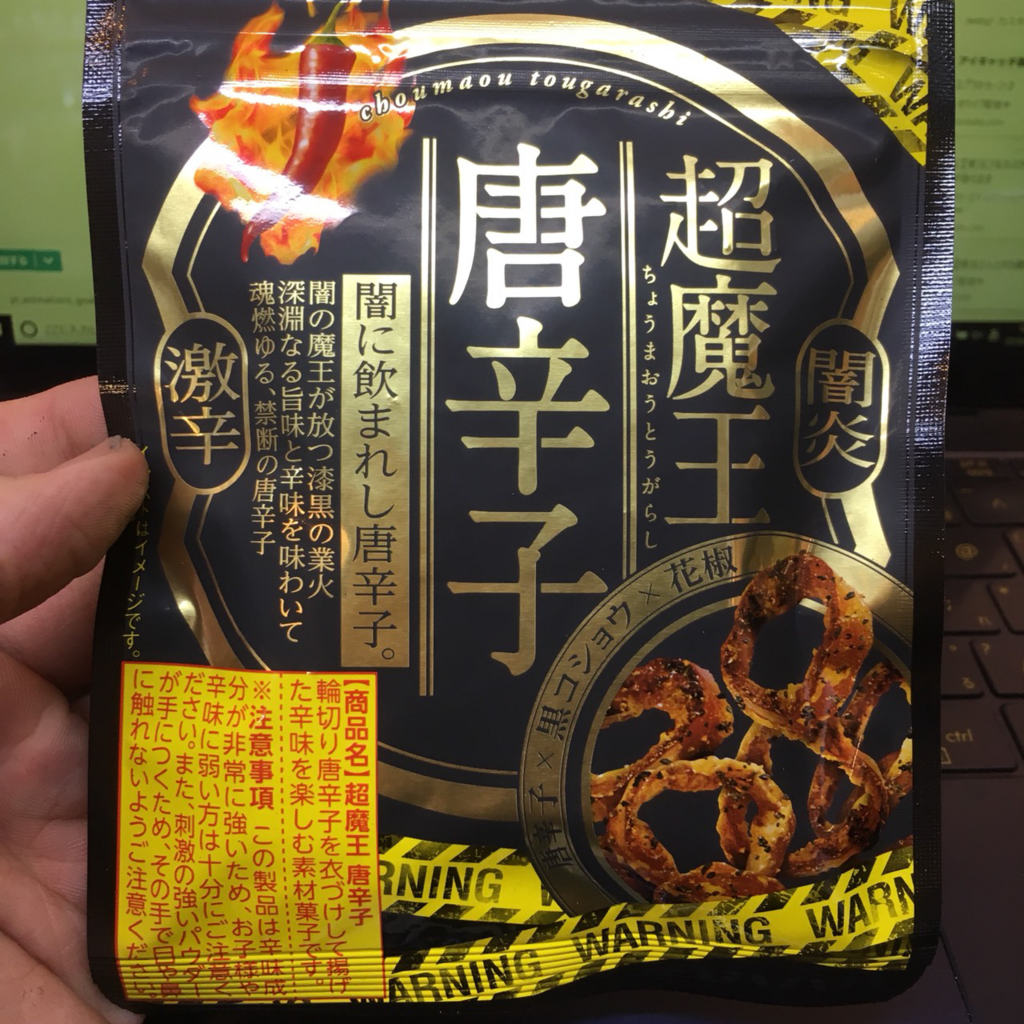 choumaou tougarashi
超魔王
ちょうまおうとうがらし
唐辛子
闇炎
激辛
闇に飲まれし唐辛子。
闇の魔王が放つ漆黒の業火
深淵なる旨味と辛味を味わいて
魂燃ゆる、禁断の唐辛子
唐辛子×黒コショウ×花椒
はイメージです。
【商品名】超魔王 唐辛子
輪切り唐辛子を衣づけして揚げ
た辛味を楽しむ素材菓子です。
※注意事項 この製品は辛味成
分が非常に強いため、お子様や
辛味に弱い方は十分にご注意く
ださい。また、刺激の強いパウダー
が手につくため、その手で目や鼻
に触れないようご注意ください
RNING
WARN
WARNING
ARNING
ctrl